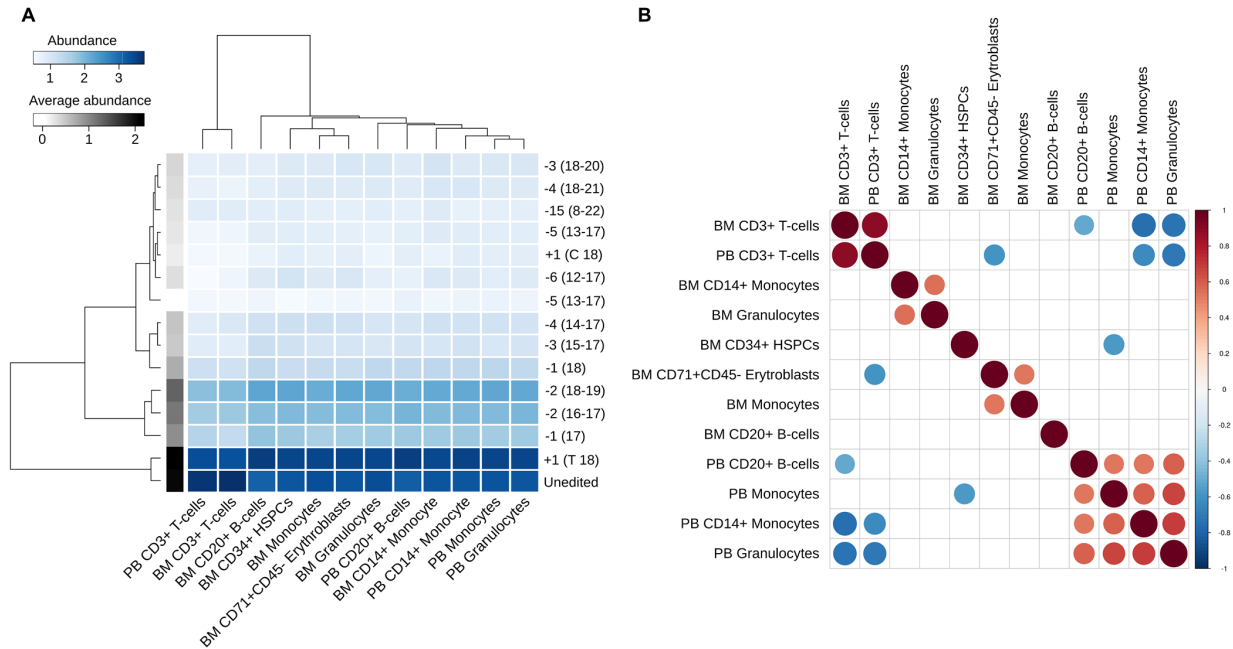 A
Abundance
1 2 3
Average abundance
0 1 2
-3 (18-20)
-4 (18-21)
-15 (8-22)
-5 (13-17)
+1 (C 18)
-6 (12-17)
-5 (13-17)
-4 (14-17)
-3 (15-17)
-1 (18)
-2 (18-19)
-2 (16-17)
-1 (17)
+1 (T 18)
Unedited
PB CD3+ T-cells
BM CD3+ T-cells
BM CD20+ B-cells
BM CD34+ HSPCs
BM Monocytes
BM CD71+CD45- Erythroblasts
BM Granulocytes
PB CD20+ B-cells
BM CD14+ Monocyte
PB CD14+ Monocyte
PB Monocytes
PB Granulocytes
B
BM CD3+ T-cells
PB CD3+ T-cells
BM CD14+ Monocytes
BM Granulocytes
BM CD34+ HSPCs
BM CD71+CD45- Erytroblasts
BM Monocytes
BM CD20+ B-cells
PB CD20+ B-cells
PB Monocytes
PB CD14+ Monocytes
PB Granulocytes
BM CD3+ T-cells
PB CD3+ T-cells
BM CD14+ Monocytes
BM Granulocytes
BM CD34+ HSPCs
BM CD71+CD45- Erytroblasts
BM Monocytes
BM CD20+ B-cells
PB CD20+ B-cells
PB Monocytes
PB CD14+ Monocytes
PB Granulocytes
1
0.8
0.6
0.4
0.2
0
-0.2
-0.4
-0.6
-0.8
-1